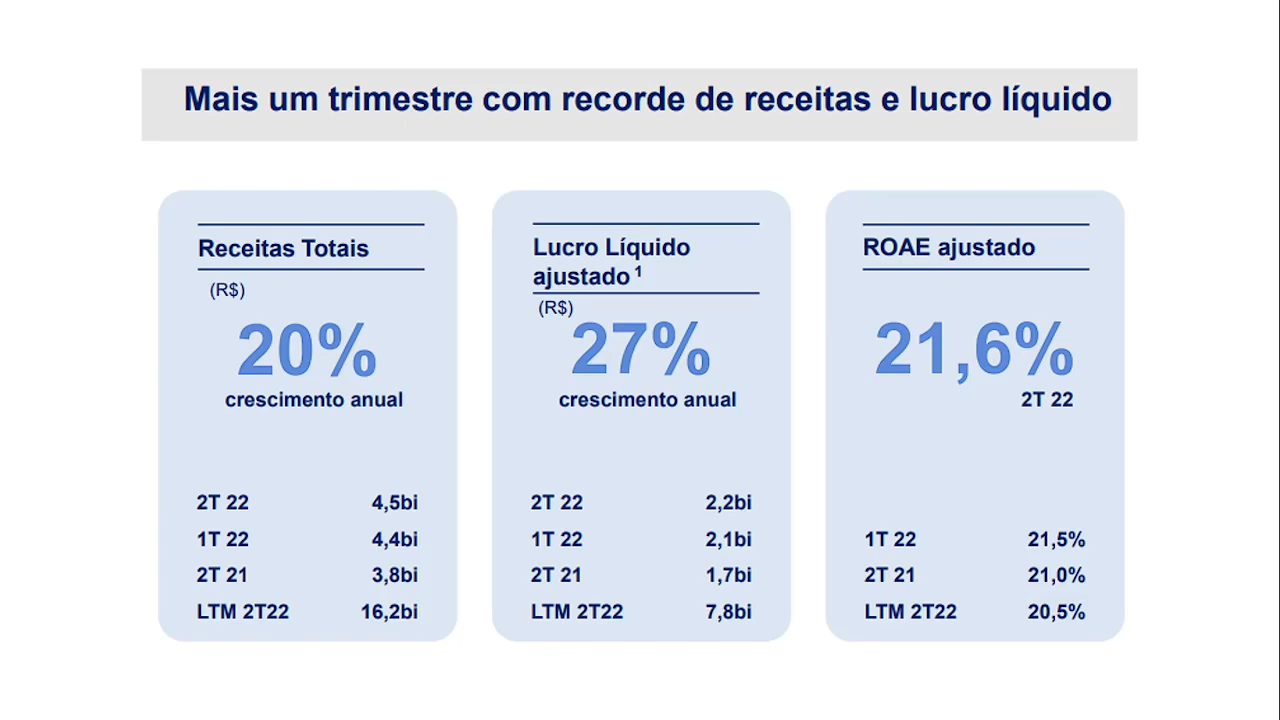 Mais um trimestre com recorde de receitas e lucro líquido
Receitas Totais
(R$)
20%
crescimento anual
2T 22 4,5bi
1T 22 4,4bi
2T 21 3,8bi
LTM 2T22 16,2bi
Lucro Líquido
ajustado 1
(R$)
27%
crescimento anual
2T 22 2,2bi
1T 22 2,1bi
2T 21 1,7bi
LTM 2T22 7,8bi
ROAE ajustado
21,6%
2T 22
1T 22 21,5%
2T 21 21,0%
LTM 2T22 20,5%